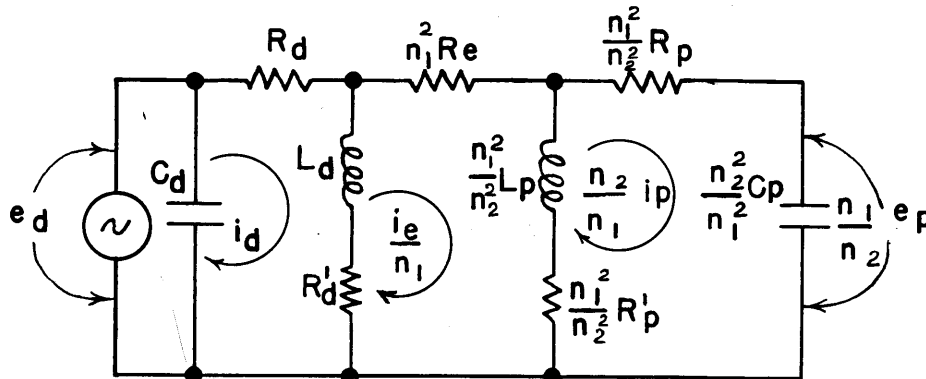 R_d
n_1^2 Re
n_1^2/n_2^2 R_p
e_d
C_d
i_d
L_d
R'_d
i_e/n_1
n_1^2/n_2^2 L_p
n_2/n_1 i_p
n_1^2/n_2^2 R'_p
n_2^2/n_1^2 C_p
n_1/n_2 e_p